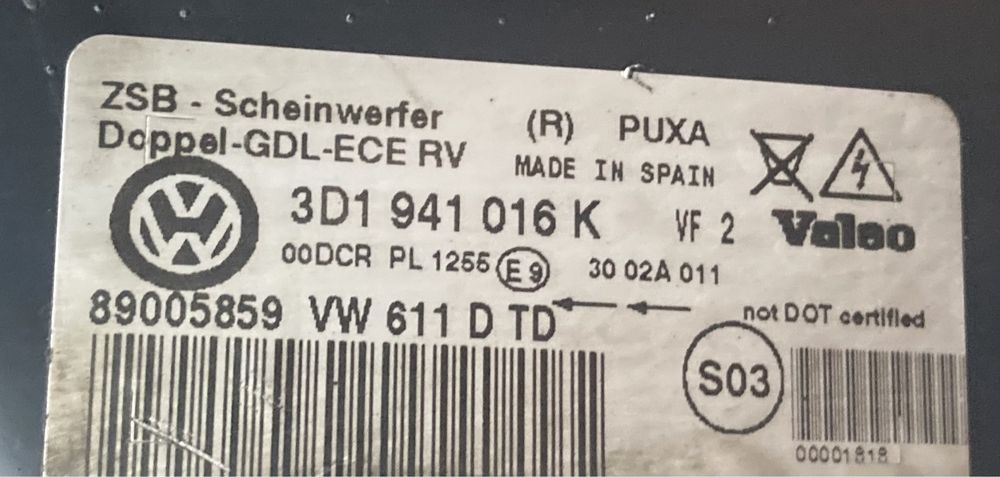 ZSB - Scheinwerfer
Doppel-GDL-ECE RV
(R) PUXA
MADE IN SPAIN
3D1 941 016 K VF 2 Valeo
00DCR PL 1255 E9 30 02A 011
89005859 VW 611 D TD
not DOT certified
S03
00001818